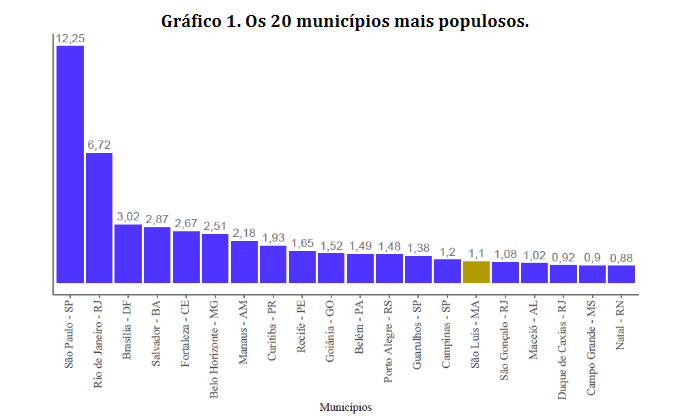 Gráfico 1. Os 20 municípios mais populosos.
12,25
6,72
3,02
2,87
2,67
2,51
2,18
1,93
1,65
1,52
1,49
1,48
1,38
1,2
1,1
1,08
1,02
0,92
0,9
0,88
São Paulo - SP
Rio de Janeiro - RJ
Brasília - DF
Salvador - BA
Fortaleza - CE
Belo Horizonte - MG
Manaus - AM
Curitiba - PR
Recife - PE
Goiânia - GO
Belém - PA
Porto Alegre - RS
Guarulhos - SP
Campinas - SP
São Luís - MA
São Gonçalo - RJ
Maceió - AL
Duque de Caxias - RJ
Campo Grande - MS
Natal - RN
Municípios